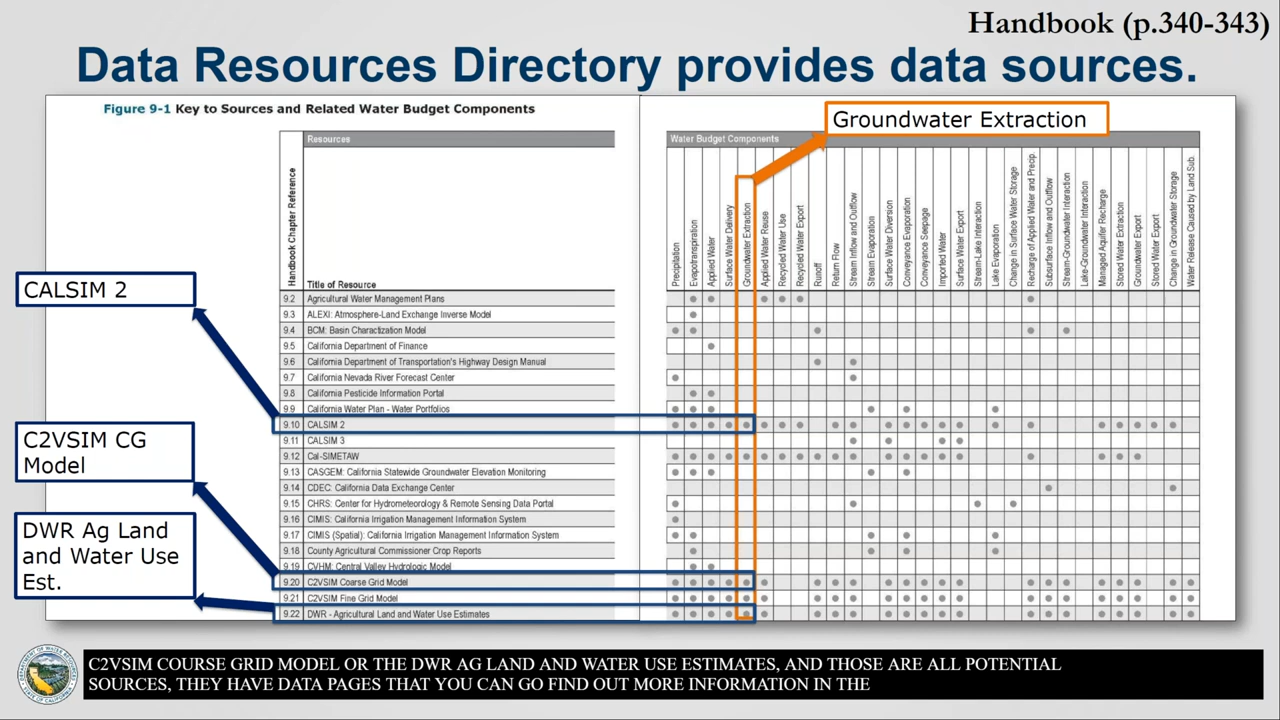 Handbook (p.340-343)
Data Resources Directory provides data sources.
Figure 9-1 Key to Sources and Related Water Budget Components
Groundwater Extraction
Handbook Chapter Reference
Resources
Title of Resource
Water Budget Components
Precipitation
Evapotranspiration
Applied Water
Surface Water Delivery
Groundwater Extraction
Applied Water Reuse
Recycled Water Use
Recycled Water Export
Runoff
Return Flow
Stream Inflow and Outflow
Stream Evaporation
Surface Water Diversion
Conveyance Evaporation
Conveyance Seepage
Imported Water
Surface Water Export
Stream-Lake Interaction
Lake Evaporation
Change in Surface Water Storage
Recharge of Applied Water and Precip.
Subsurface Inflow and Outflow
Stream-Groundwater Interaction
Lake-Groundwater Interaction
Managed Aquifer Recharge
Stored Water Extraction
Groundwater Export
Stored Water Export
Change in Groundwater Storage
Water Release Caused by Land Sub.
9.2 Agricultural Water Management Plans
9.3 ALEXI: Atmosphere-Land Exchange Inverse Model
9.4 BCM: Basin Charactization Model
9.5 California Department of Finance
9.6 California Department of Transportation's Highway Design Manual
9.7 California Nevada River Forecast Center
9.8 California Pesticide Information Portal
9.9 California Water Plan - Water Portfolios
9.10 CALSIM 2
9.11 CALSIM 3
9.12 Cal-SIMETAW
9.13 CASGEM: California Statewide Groundwater Elevation Monitoring
9.14 CDEC: California Data Exchange Center
9.15 CHRS: Center for Hydrometeorology & Remote Sensing Data Portal
9.16 CIMIS: California Irrigation Management Information System
9.17 CIMIS (Spatial): California Irrigation Management Information System
9.18 County Agricultural Commissioner Crop Reports
9.19 CVHM: Central Valley Hydrologic Model
9.20 C2VSIM Coarse Grid Model
9.21 C2VSIM Fine Grid Model
9.22 DWR - Agricultural Land and Water Use Estimates
CALSIM 2
C2VSIM CG
Model
DWR Ag Land
and Water Use
Est.
C2VSIM COURSE GRID MODEL OR THE DWR AG LAND AND WATER USE ESTIMATES, AND THOSE ARE ALL POTENTIAL
SOURCES, THEY HAVE DATA PAGES THAT YOU CAN GO FIND OUT MORE INFORMATION IN THE